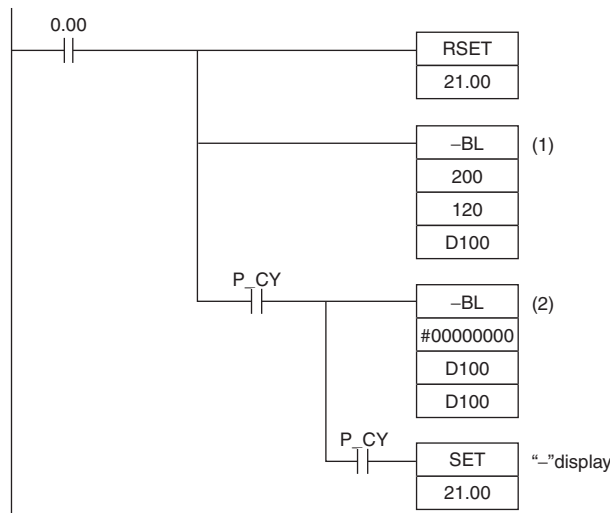 0.00
RSET
21.00
–BL (1)
200
120
D100
P_CY
–BL (2)
#00000000
D100
D100
P_CY
SET "–"display
21.00